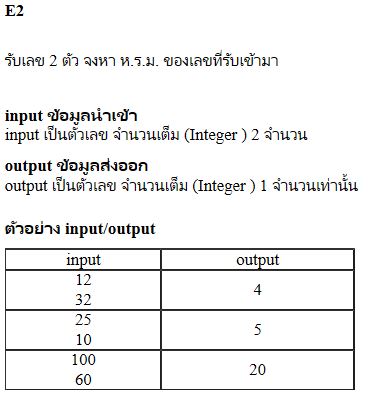 E2
รับเลข 2 ตัว จงหา ห.ร.ม. ของเลขที่รับเข้ามา
input ข้อมูลนำเข้า
input เป็นตัวเลข จำนวนเต็ม (Integer ) 2 จำนวน
output ข้อมูลส่งออก
output เป็นตัวเลข จำนวนเต็ม (Integer ) 1 จำนวนเท่านั้น
ตัวอย่าง input/output
input output
12
32
4
25
10
5
100
60
20